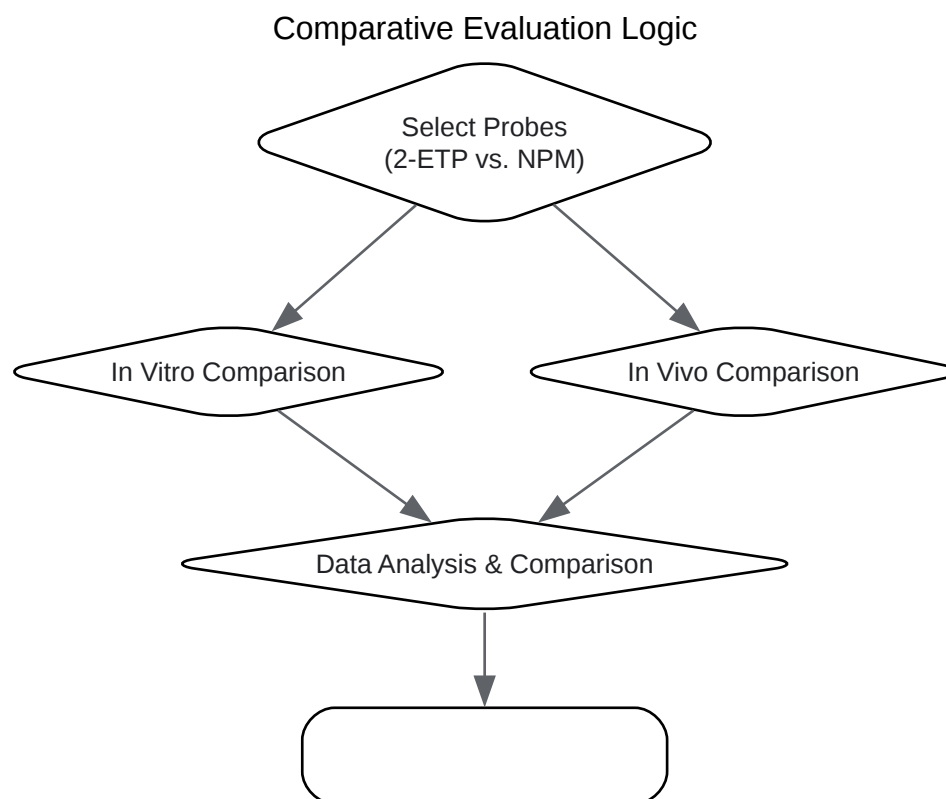 Comparative Evaluation Logic
Select Probes
(2-ETP vs. NPM)
In Vitro Comparison
In Vivo Comparison
Data Analysis & Comparison